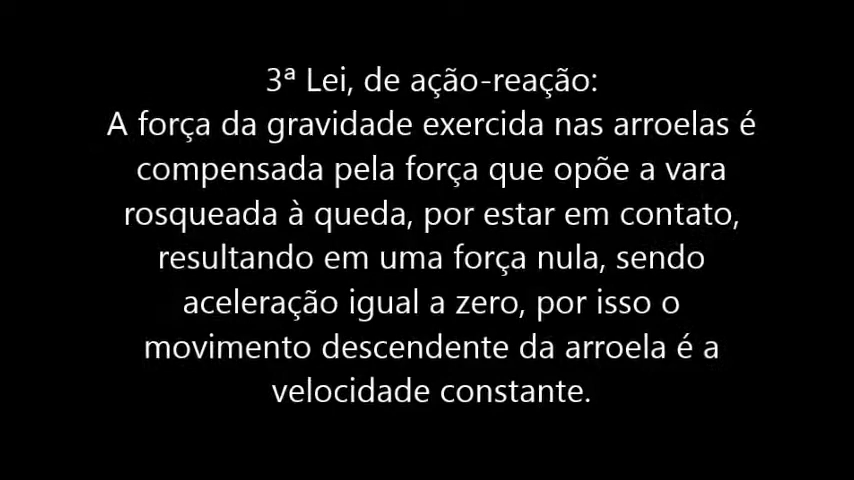 3ª Lei, de ação-reação:
A força da gravidade exercida nas arroelas é
compensada pela força que opõe a vara
rosqueada à queda, por estar em contato,
resultando em uma força nula, sendo
aceleração igual a zero, por isso o
movimento descendente da arroela é a
velocidade constante.